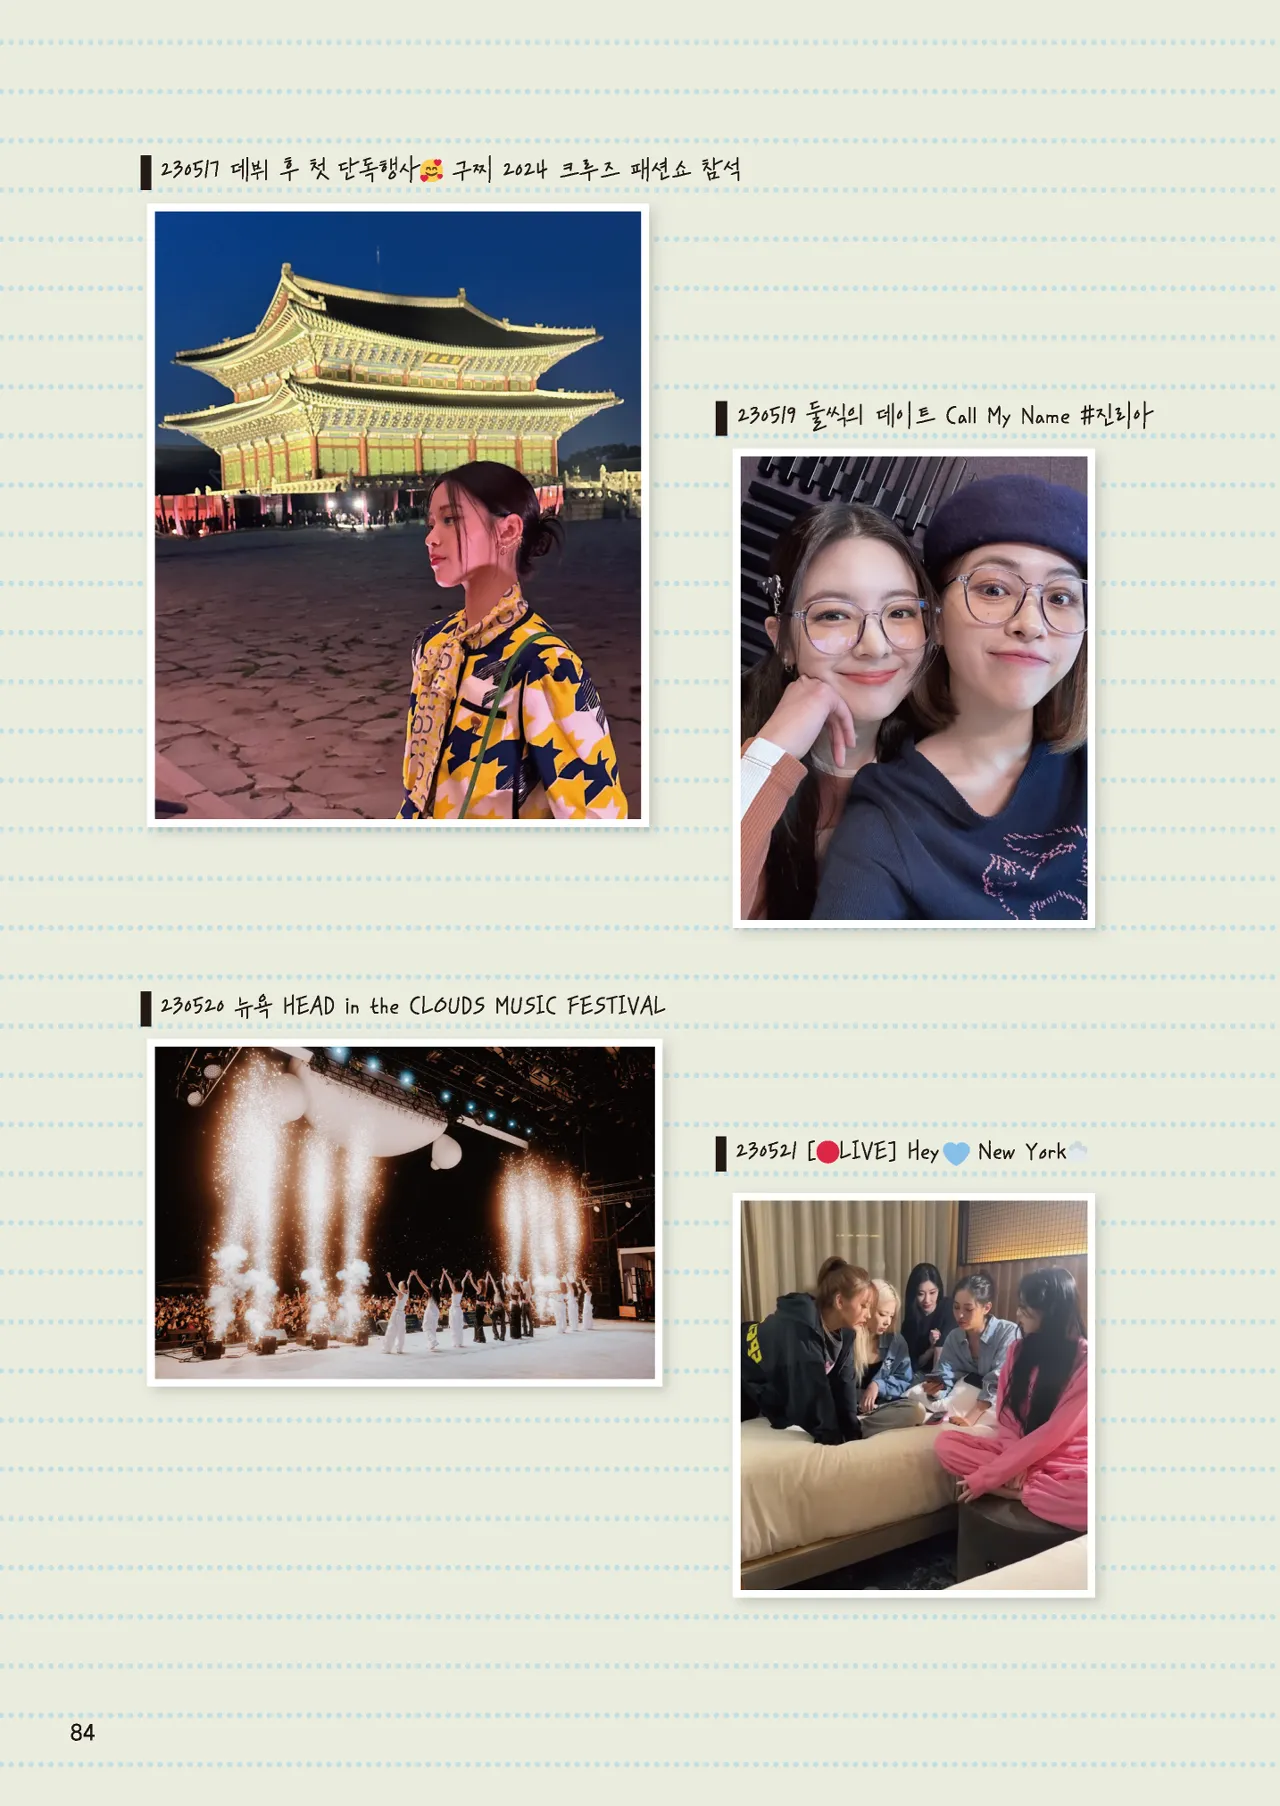 230517 데뷔 후 첫 단독행사🥰 구찌 2024 크루즈 패션쇼 참석
230519 둘씩의 데이트 Call My Name #진리아
230520 뉴욕 HEAD in the CLOUDS MUSIC FESTIVAL
230521 [🔴LIVE] Hey🩵 New York🌧️
84